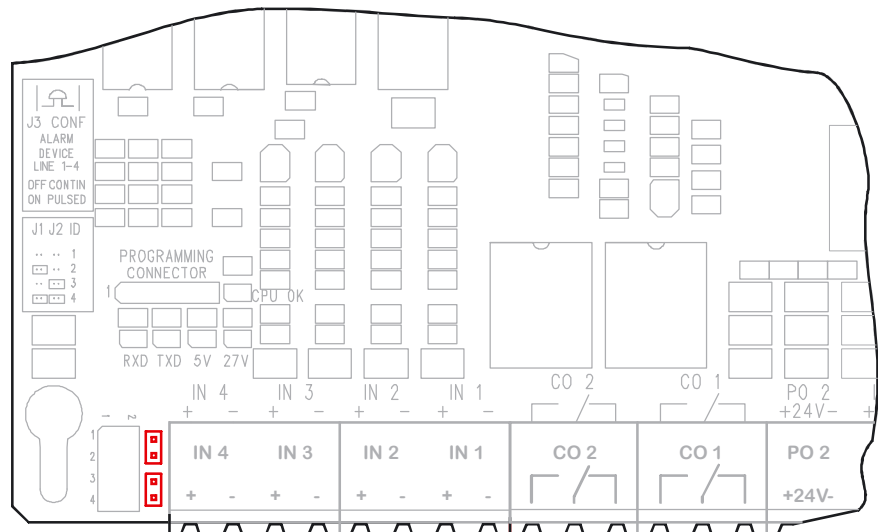 J3 CONF
ALARM
DEVICE
LINE 1-4
OFF CONTIN
ON PULSED
J1 J2 ID
1
2
3
4
PROGRAMMING
CONNECTOR
1
CPU OK
RXD TXD 5V 27V
IN 4 IN 3 IN 2 IN 1 CO 2 CO 1 PO 2
+ - + - + - + - +24V-
1 2
1
2
3
4
IN 4 IN 3 IN 2 IN 1 CO 2 CO 1 PO 2
+ - + - + - + - +24V-